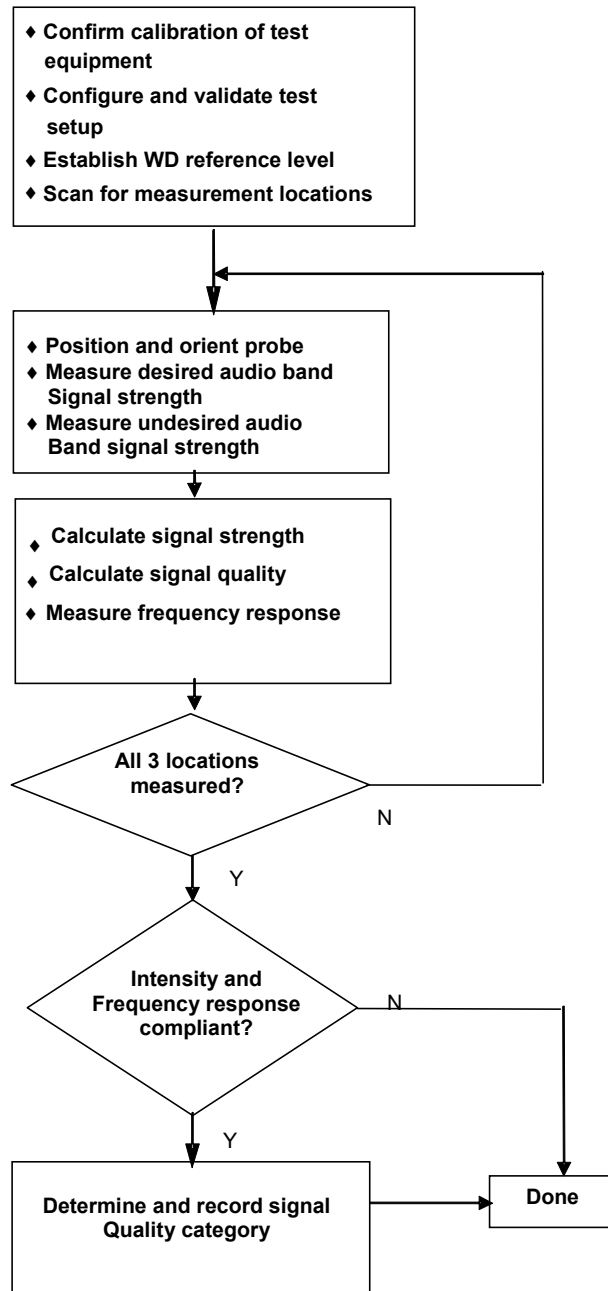 ♦ Confirm calibration of test
equipment
♦ Configure and validate test
setup
♦ Establish WD reference level
♦ Scan for measurement locations
♦ Position and orient probe
♦ Measure desired audio band
Signal strength
♦ Measure undesired audio
Band signal strength
♦ Calculate signal strength
♦ Calculate signal quality
♦ Measure frequency response
All 3 locations
measured?
N
Y
Intensity and
Frequency response
compliant?
N
Y
Determine and record signal
Quality category
Done